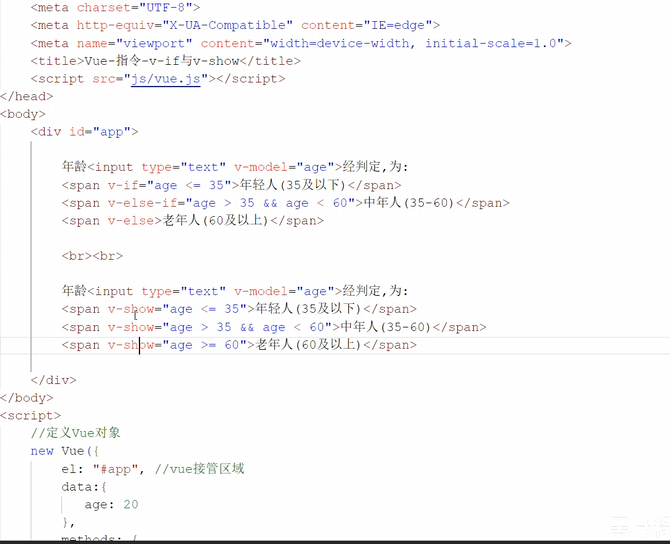 <meta charset="UTF-8">
<meta http-equiv="X-UA-Compatible" content="IE=edge">
<meta name="viewport" content="width=device-width, initial-scale=1.0">
<title>Vue-指令-v-if与v-show</title>
<script src="js/vue.js"></script>
</head>
<body>
<div id="app">
年龄<input type="text" v-model="age">经判定,为:
<span v-if="age <= 35">年轻人(35及以下)</span>
<span v-else-if="age > 35 && age < 60">中年人(35-60)</span>
<span v-else>老年人(60及以上)</span>
<br><br>
年龄<input type="text" v-model="age">经判定,为:
<span v-show="age <= 35">年轻人(35及以下)</span>
<span v-show="age > 35 && age < 60">中年人(35-60)</span>
<span v-show="age >= 60">老年人(60及以上)</span>
</div>
</body>
<script>
//定义Vue对象
new Vue({
el: "#app", //vue接管区域
data:{
age: 20
},
methods: {